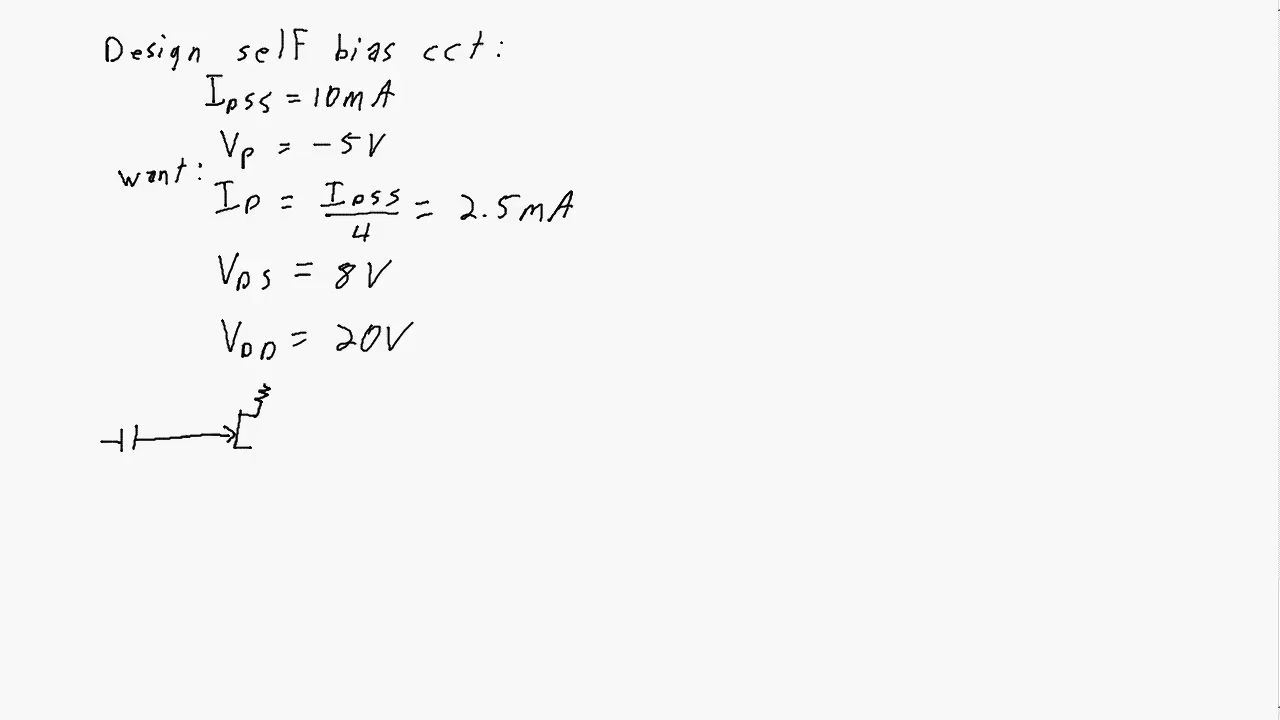 Design self bias cct:
I_DSS = 10mA
V_P = -5V
want:
I_D = I_DSS/4 = 2.5mA
V_DS = 8V
V_DD = 20V